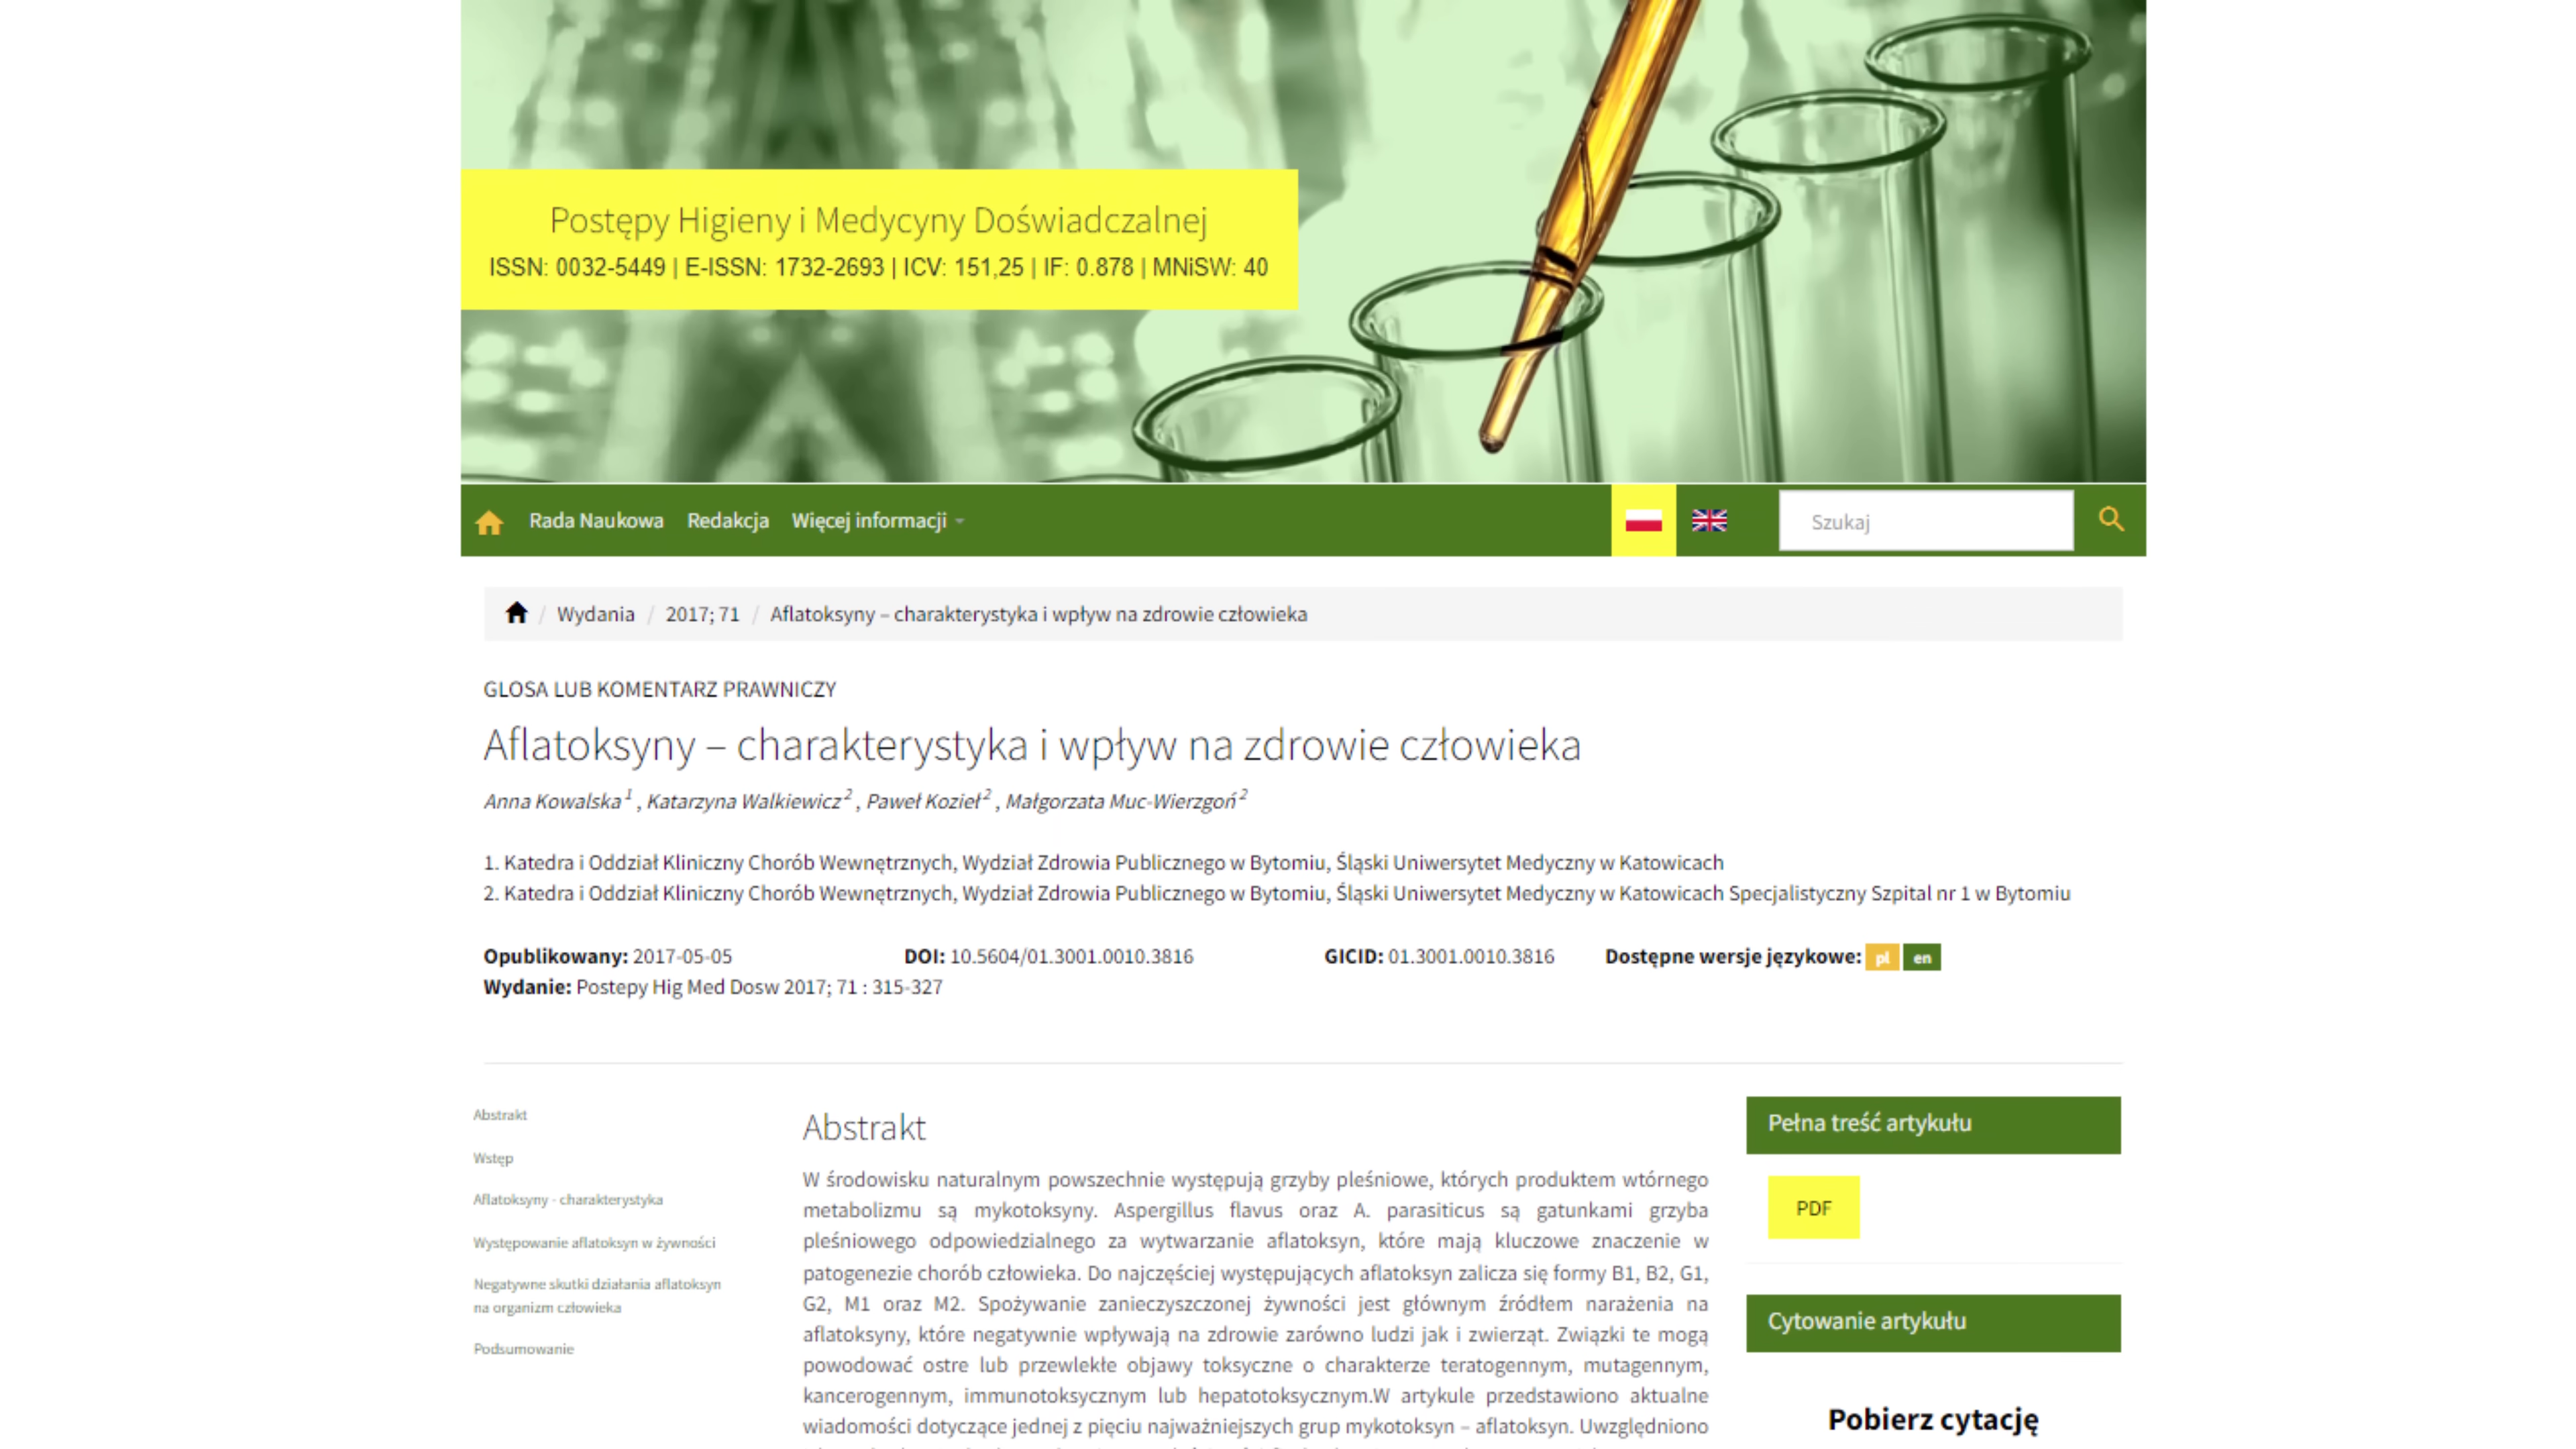 Postępy Higieny i Medycyny Doświadczalnej
ISSN: 0032-5449 | E-ISSN: 1732-2693 | ICV: 151,25 | IF: 0.878 | MNiSW: 40
Rada Naukowa Redakcja Więcej informacji
Szukaj
/ Wydania / 2017; 71 / Aflatoksyny – charakterystyka i wpływ na zdrowie człowieka
GLOSA LUB KOMENTARZ PRAWNICZY
Aflatoksyny – charakterystyka i wpływ na zdrowie człowieka
Anna Kowalska 1 , Katarzyna Walkiewicz 2 , Paweł Kozieł 2 , Małgorzata Muc-Wierzgoń 2
1. Katedra i Oddział Kliniczny Chorób Wewnętrznych, Wydział Zdrowia Publicznego w Bytomiu, Śląski Uniwersytet Medyczny w Katowicach
2. Katedra i Oddział Kliniczny Chorób Wewnętrznych, Wydział Zdrowia Publicznego w Bytomiu, Śląski Uniwersytet Medyczny w Katowicach Specjalistyczny Szpital nr 1 w Bytomiu
Opublikowany: 2017-05-05 DOI: 10.5604/01.3001.0010.3816 GICID: 01.3001.0010.3816 Dostępne wersje językowe: pl en
Wydanie: Postepy Hig Med Dosw 2017; 71 : 315-327
Abstrakt
Wstęp
Aflatoksyny - charakterystyka
Występowanie aflatoksyn w żywności
Negatywne skutki działania aflatoksyn
na organizm człowieka
Podsumowanie
Abstrakt
W środowisku naturalnym powszechnie występują grzyby pleśniowe, których produktem wtórnego
metabolizmu są mykotoksyny. Aspergillus flavus oraz A. parasiticus są gatunkami grzyba
pleśniowego odpowiedzialnego za wytwarzanie aflatoksyn, które mają kluczowe znaczenie w
patogenezie chorób człowieka. Do najczęściej występujących aflatoksyn zalicza się formy B1, B2, G1,
G2, M1 oraz M2. Spożywanie zanieczyszczonej żywności jest głównym źródłem narażenia na
aflatoksyny, które negatywnie wpływają na zdrowie zarówno ludzi jak i zwierząt. Związki te mogą
powodować ostre lub przewlekłe objawy toksyczne o charakterze teratogennym, mutagennym,
kancerogennym, immunotoksycznym lub hepatotoksycznym.W artykule przedstawiono aktualne
wiadomości dotyczące jednej z pięciu najważniejszych grup mykotoksyn – aflatoksyn. Uwzględniono
Pełna treść artykułu
PDF
Cytowanie artykułu
Pobierz cytację